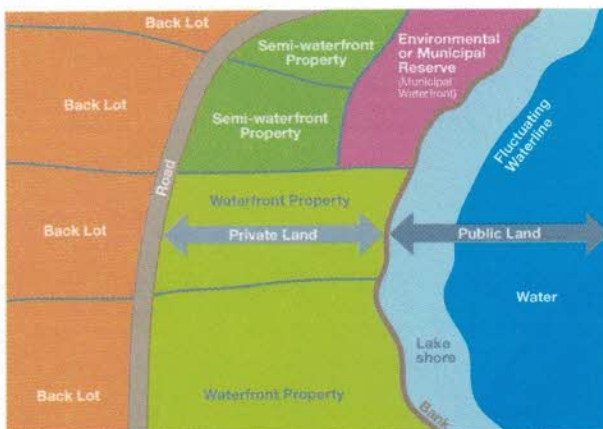 Back Lot
Semi-waterfront
Property
Environmental
or Municipal
Reserve
(Municipal
Waterfront)
Back Lot
Semi-waterfront
Property
Fluctuating
Waterline
Road
Waterfront Property
Back Lot
Private Land
Public Land
Water
Lake
shore
Back Lot
Waterfront Property
Bank